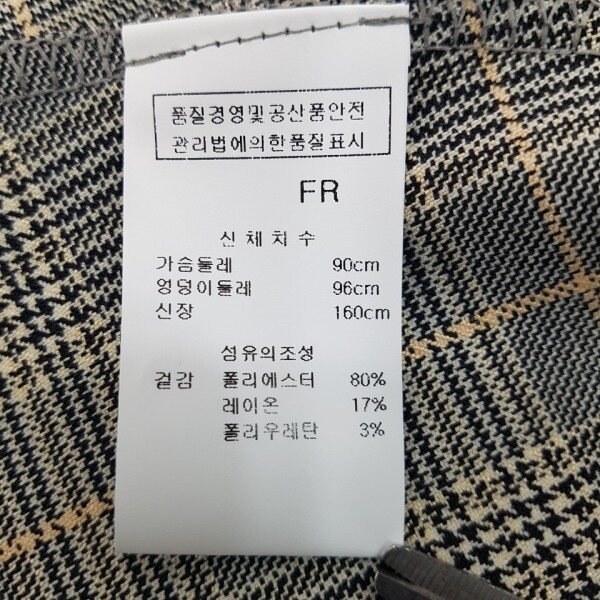 품질경영및공산품안전
관리법에의한품질표시
FR
신체치수
가슴둘레 90cm
엉덩이둘레 96cm
신장 160cm
섬유의조성
겉감 폴리에스터 80%
레이온 17%
폴리우레탄 3%